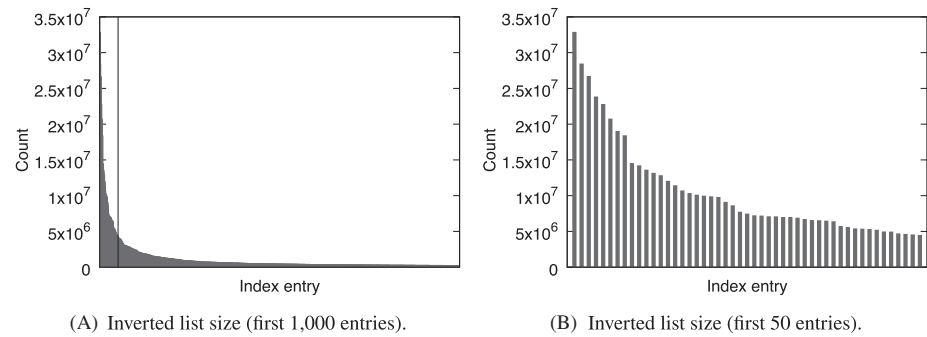 3.5x10^7
3x10^7
2.5x10^7
2x10^7
1.5x10^7
1x10^7
5x10^6
0
Count
Index entry
(A) Inverted list size (first 1,000 entries).
3.5x10^7
3x10^7
2.5x10^7
2x10^7
1.5x10^7
1x10^7
5x10^6
0
Count
Index entry
(B) Inverted list size (first 50 entries).